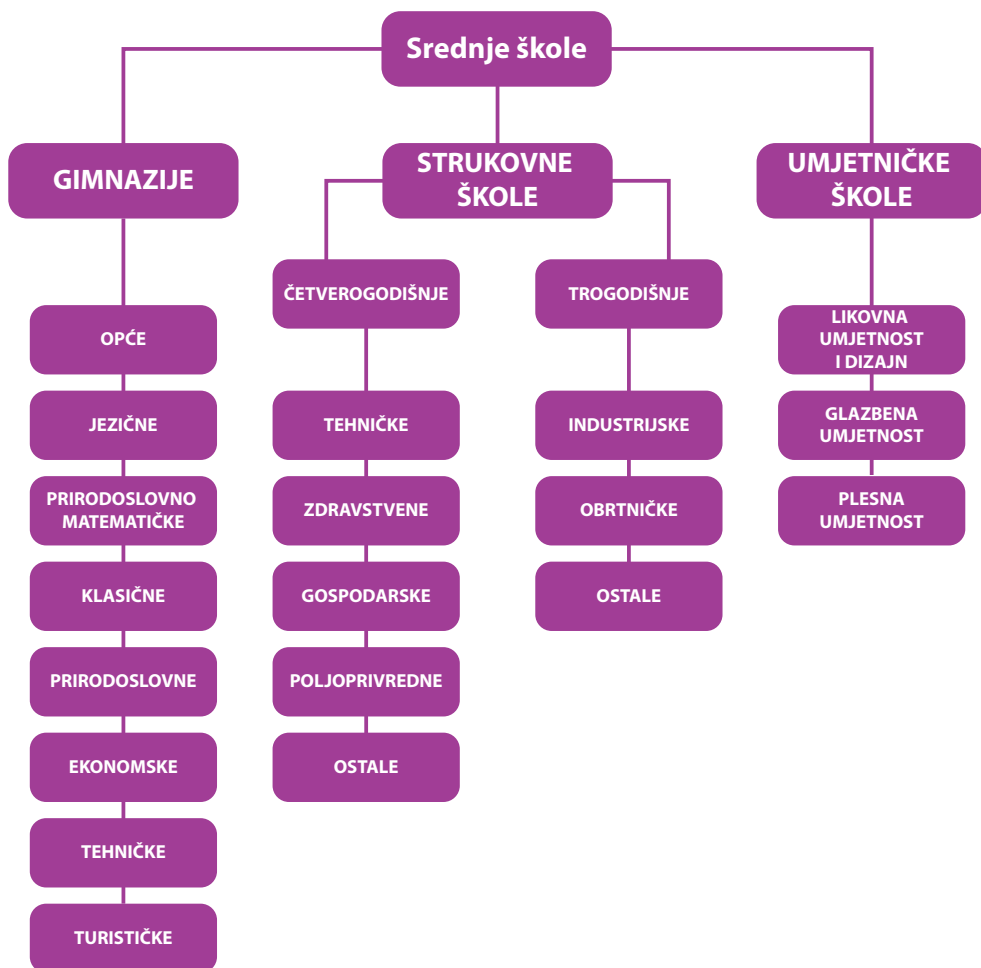 Srednje škole
GIMNAZIJE
OPĆE
JEZIČNE
PRIRODOSLOVNO
MATEMATIČKE
KLASIČNE
PRIRODOSLOVNE
EKONOMSKE
TEHNIČKE
TURISTIČKE
STRUKOVNE
ŠKOLE
ČETVEROGODIŠNJE
TEHNIČKE
ZDRAVSTVENE
GOSPODARSKE
POLJOPRIVREDNE
OSTALE
TROGODIŠNJE
INDUSTRIJSKE
OBRTNIČKE
OSTALE
UMJETNIČKE
ŠKOLE
LIKOVNA
UMJETNOST
I DIZAJN
GLAZBENA
UMJETNOST
PLESNA
UMJETNOST